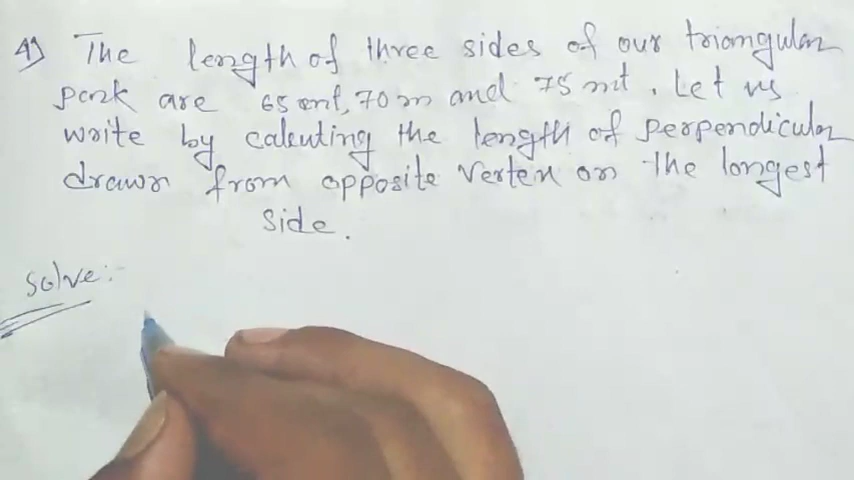 4) The length of three sides of our triangular
park are 65 mt, 70 m and 75 mt. Let us
write by calcuting the length of perpendicular
drawn from opposite vertex on the longest
side.
Solve:-